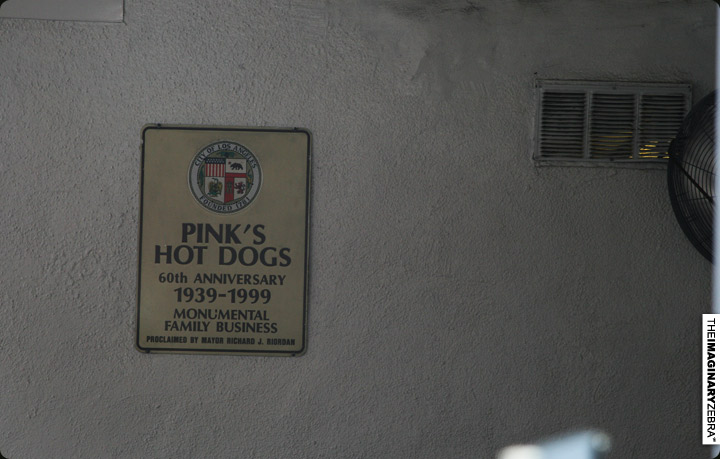 CITY OF LOS ANGELES
FOUNDED 1781
PINK'S
HOT DOGS
60th ANNIVERSARY
1939-1999
MONUMENTAL
FAMILY BUSINESS
PROCLAIMED BY MAYOR RICHARD J. RIORDAN
THEIMAGINARYZEBRA